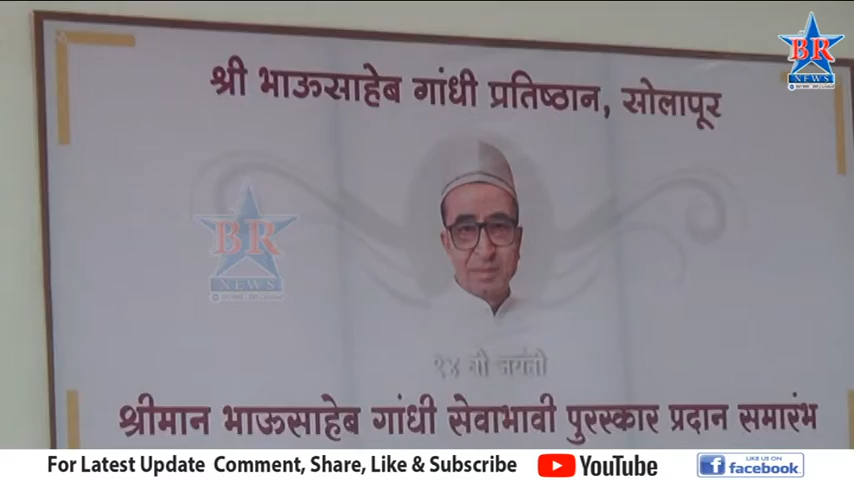 BR
NEWS
श्री भाऊसाहेब गांधी प्रतिष्ठान, सोलापूर
BR
NEWS
वी जयंती
श्रीमान भाऊसाहेब गांधी सेवाभावी पुरस्कार प्रदान समारंभ
For Latest Update Comment, Share, Like & Subscribe
YouTube
LIKE US ON
facebook